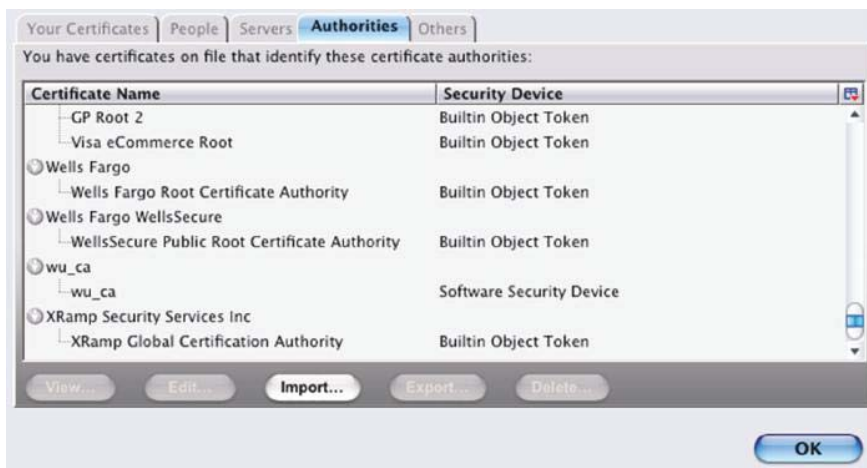 Your Certificates People Servers Authorities Others
You have certificates on file that identify these certificate authorities:
Certificate Name Security Device
GP Root 2 Builtin Object Token
Visa eCommerce Root Builtin Object Token
Wells Fargo
Wells Fargo Root Certificate Authority Builtin Object Token
Wells Fargo WellsSecure
WellsSecure Public Root Certificate Authority Builtin Object Token
wu_ca
wu_ca Software Security Device
XRamp Security Services Inc
XRamp Global Certification Authority Builtin Object Token
View... Edit... Import... Export... Delete...
OK